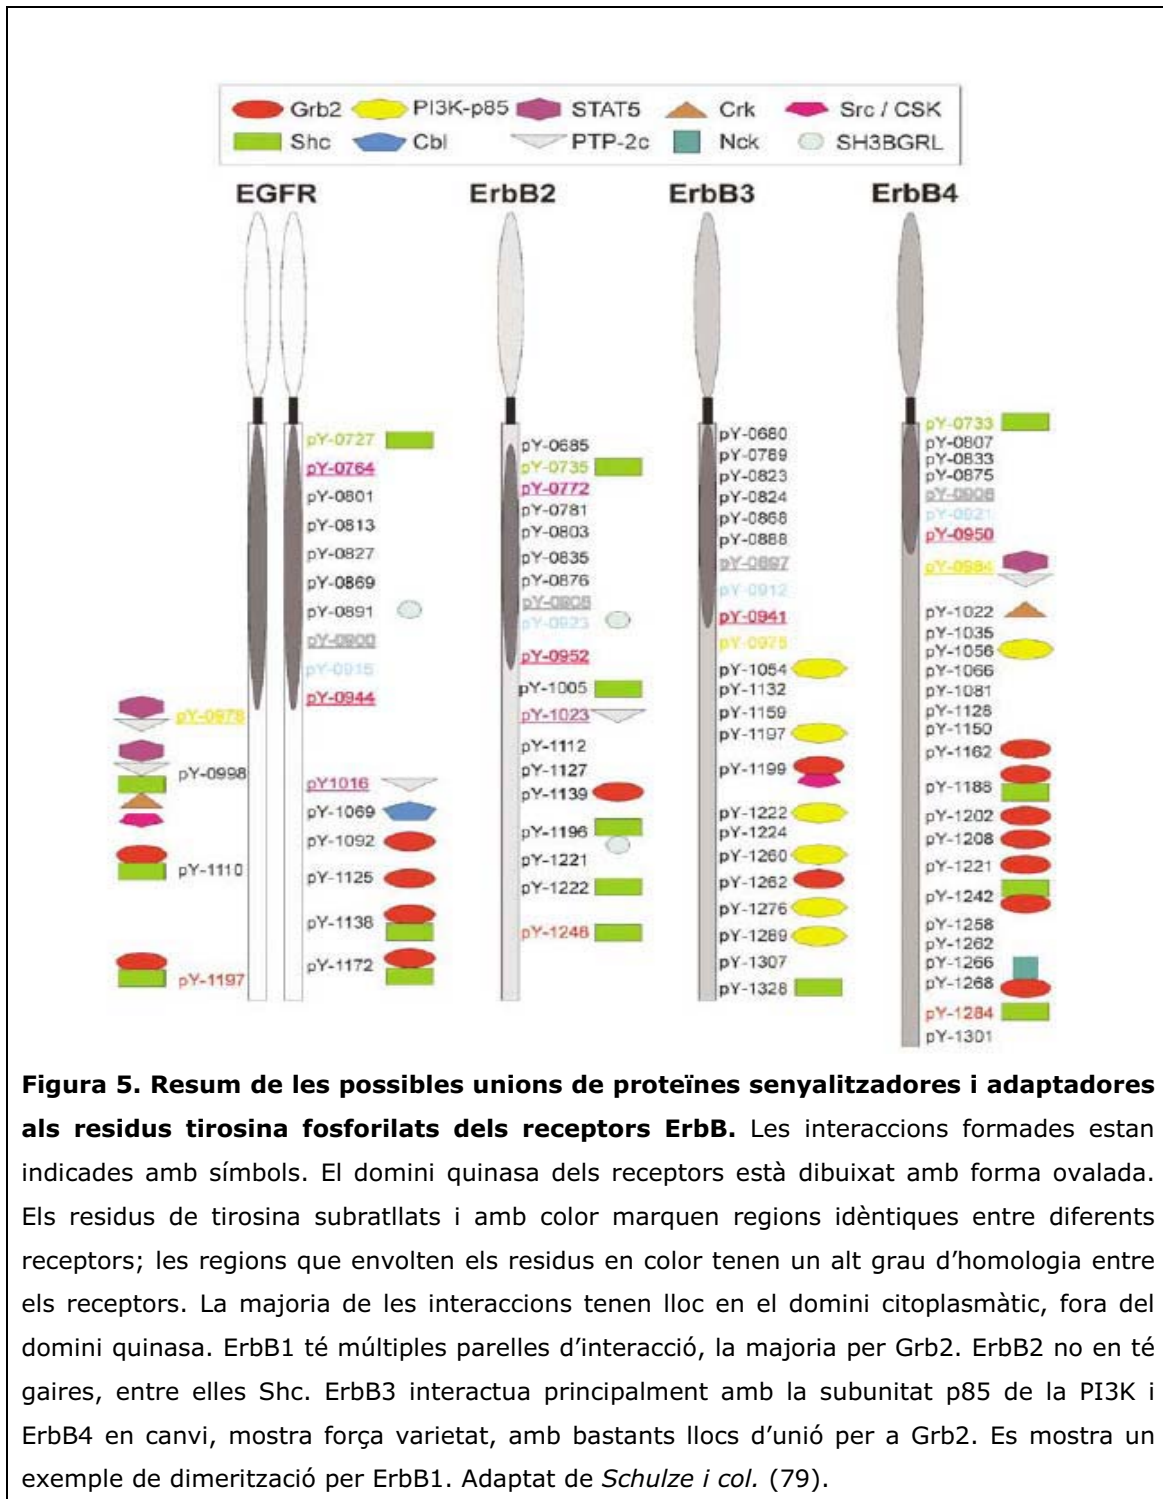 Grb2 PI3K-p85 STAT5 Crk Src / CSK
Shc Cbl PTP-2c Nck SH3BGRL
EGFR ErbB2 ErbB3 ErbB4
pY-0727
pY-0764
pY-0801
pY-0813
pY-0827
pY-0869
pY-0891
pY-0900
pY-0915
pY-0944
pY-0978
pY-0998
pY1016
pY-1069
pY-1092
pY-1110
pY-1125
pY-1138
pY-1172
pY-1197
pY-0685
pY-0735
pY-0772
pY-0781
pY-0803
pY-0835
pY-0876
pY-0923
pY-0952
pY-1005
pY-1023
pY-1112
pY-1127
pY-1139
pY-1196
pY-1221
pY-1222
pY-1248
pY-0680
pY-0789
pY-0823
pY-0824
pY-0868
pY-0888
pY-0897
pY-0912
pY-0941
pY-0975
pY-1054
pY-1132
pY-1159
pY-1197
pY-1199
pY-1222
pY-1224
pY-1260
pY-1262
pY-1276
pY-1289
pY-1307
pY-1328
pY-0733
pY-0807
pY-0833
pY-0875
pY-0921
pY-0950
pY-0984
pY-1022
pY-1035
pY-1056
pY-1066
pY-1081
pY-1128
pY-1150
pY-1162
pY-1188
pY-1202
pY-1208
pY-1221
pY-1242
pY-1258
pY-1262
pY-1266
pY-1268
pY-1284
pY-1301
Figura 5. Resum de les possibles unions de proteïnes senyalitzadores i adaptadores
als residus tirosina fosforilats dels receptors ErbB. Les interaccions formades estan
indicades amb símbols. El domini quinasa dels receptors està dibuixat amb forma ovalada.
Els residus de tirosina subratllats i amb color marquen regions idèntiques entre diferents
receptors; les regions que envolten els residus en color tenen un alt grau d’homologia entre
els receptors. La majoria de les interaccions tenen lloc en el domini citoplasmàtic, fora del
domini quinasa. ErbB1 té múltiples parelles d’interacció, la majoria per Grb2. ErbB2 no en té
gaires, entre elles Shc. ErbB3 interactua principalment amb la subunitat p85 de la PI3K i
ErbB4 en canvi, mostra força varietat, amb bastants llocs d’unió per a Grb2. Es mostra un
exemple de dimerització per ErbB1. Adaptat de Schulze i col. (79).